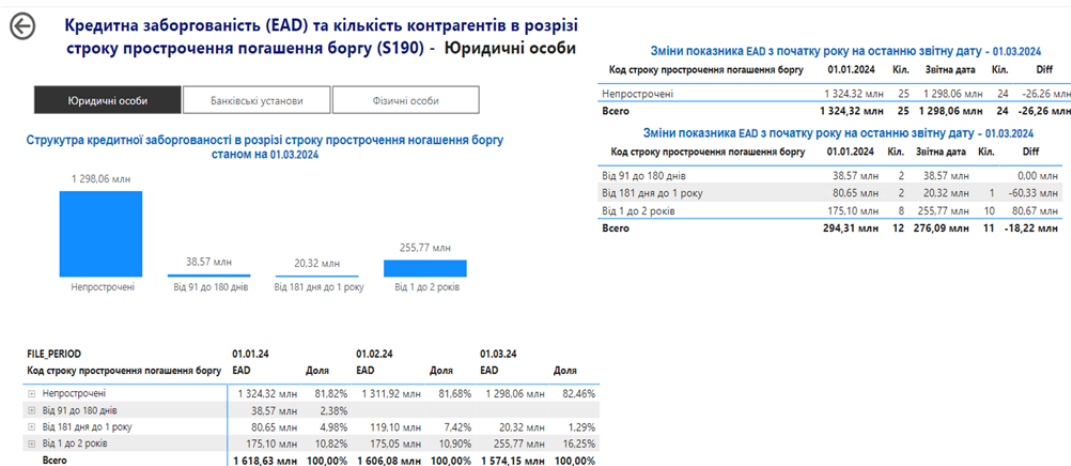 Кредитна заборгованість (EAD) та кількість контрагентів в розрізі
строку прострочення погашення боргу (S190) - Юридичні особи
Юридичні особи Банківські установи Фізичні особи
Струкутра кредитної заборгованості в розрізі строку прострочення ногашення боргу
станом на 01.03.2024
1 298,06 млн
38,57 млн
20,32 млн
255,77 млн
Непрострочені Від 91 до 180 днів Від 181 дня до 1 року Від 1 до 2 років
Зміни показника EAD з початку року на останню звітну дату - 01.03.2024
Код строку прострочення погашення боргу 01.01.2024 Кіл. Звітна дата Кіл. Diff
Непрострочені 1 324,32 млн 25 1 298,06 млн 24 -26,26 млн
Всего 1 324,32 млн 25 1 298,06 млн 24 -26,26 млн
Зміни показника EAD з початку року на останню звітну дату - 01.03.2024
Код строку прострочення погашення боргу 01.01.2024 Кіл. Звітна дата Кіл. Diff
Від 91 до 180 днів 38,57 млн 2 38,57 млн 0,00 млн
Від 181 дня до 1 року 80,65 млн 2 20,32 млн 1 -60,33 млн
Від 1 до 2 років 175,10 млн 8 255,77 млн 10 80,67 млн
Всего 294,31 млн 12 276,09 млн 11 -18,22 млн
FILE_PERIOD 01.01.24 01.02.24 01.03.24
Код строку прострочення погашення боргу EAD Доля EAD Доля EAD Доля
Непрострочені 1 324,32 млн 81,82% 1 311,92 млн 81,68% 1 298,06 млн 82,46%
Від 91 до 180 днів 38,57 млн 2,38%
Від 181 дня до 1 року 80,65 млн 4,98% 119,10 млн 7,42% 20,32 млн 1,29%
Від 1 до 2 років 175,10 млн 10,82% 175,05 млн 10,90% 255,77 млн 16,25%
Всего 1 618,63 млн 100,00% 1 606,08 млн 100,00% 1 574,15 млн 100,00%